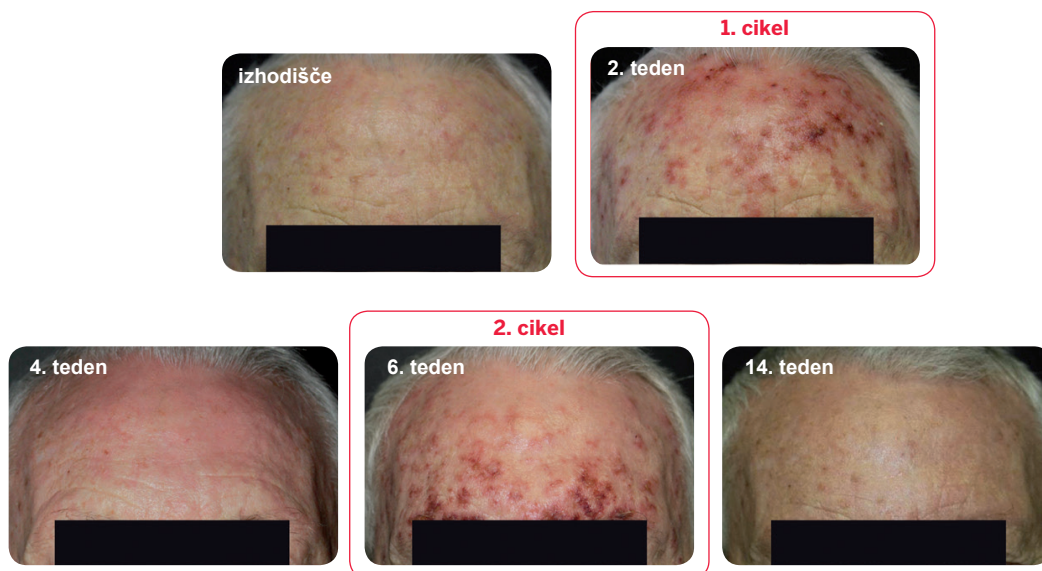 1. cikel
izhodišče
2. teden
2. cikel
4. teden
6. teden
14. teden